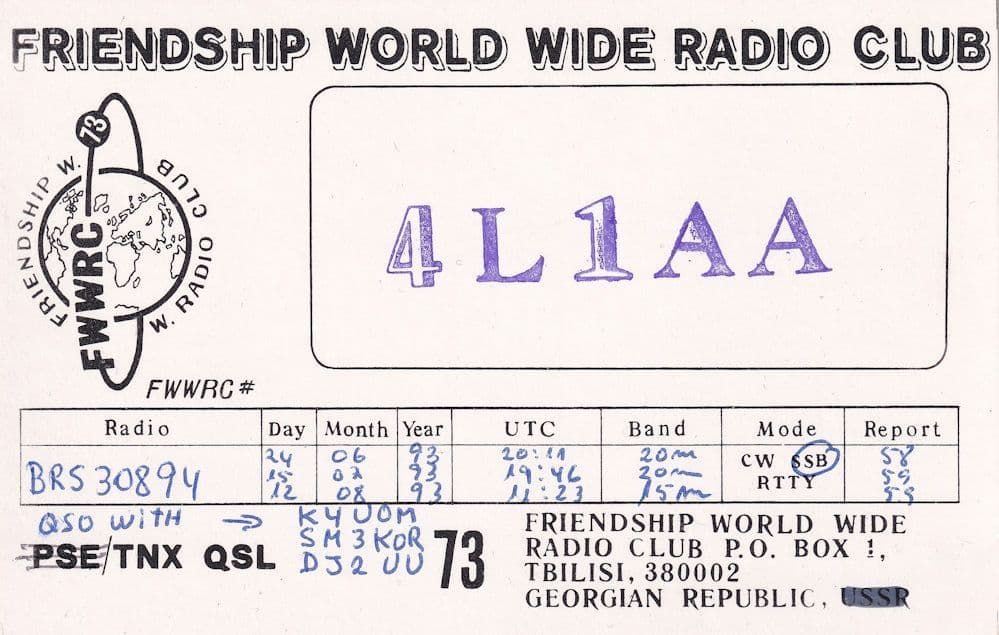 FRIENDSHIP WORLD WIDE RADIO CLUB
73
FRIENDSHIP W. W. RADIO CLUB
FWWRC
4L1AA
FWWRC#
Radio Day Month Year UTC Band Mode Report
BRS 30894
24 06 93 20:11 20m CW SSB 58
15 07 93 19:46 20m RTTY 59
12 08 93 11:23 15m 55
QSO WITH → K4UOM
SM3KOR
DJ2UU
PSE/TNX QSL 73
FRIENDSHIP WORLD WIDE
RADIO CLUB P.O. BOX 1,
TBILISI, 380002
GEORGIAN REPUBLIC, USSR